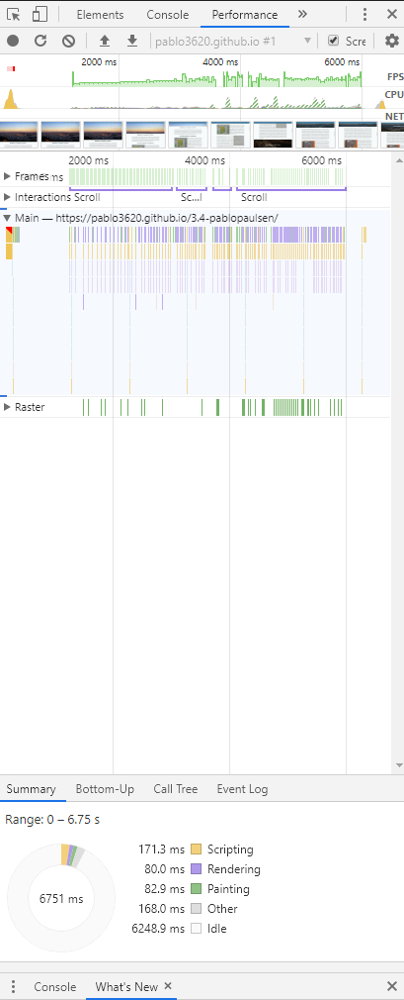 Elements Console Performance »
pablo3620.github.io #1 Scre
2000 ms 4000 ms 6000 ms
FPS
CPU
NET
2000 ms 4000 ms 6000 ms
Frames ms
Interactions Scroll Sc...l Scroll
Main — https://pablo3620.github.io/3.4-pablopaulsen/
Raster
Summary Bottom-Up Call Tree Event Log
Range: 0 – 6.75 s
171.3 ms Scripting
80.0 ms Rendering
82.9 ms Painting
168.0 ms Other
6248.9 ms Idle
6751 ms
Console What's New ×